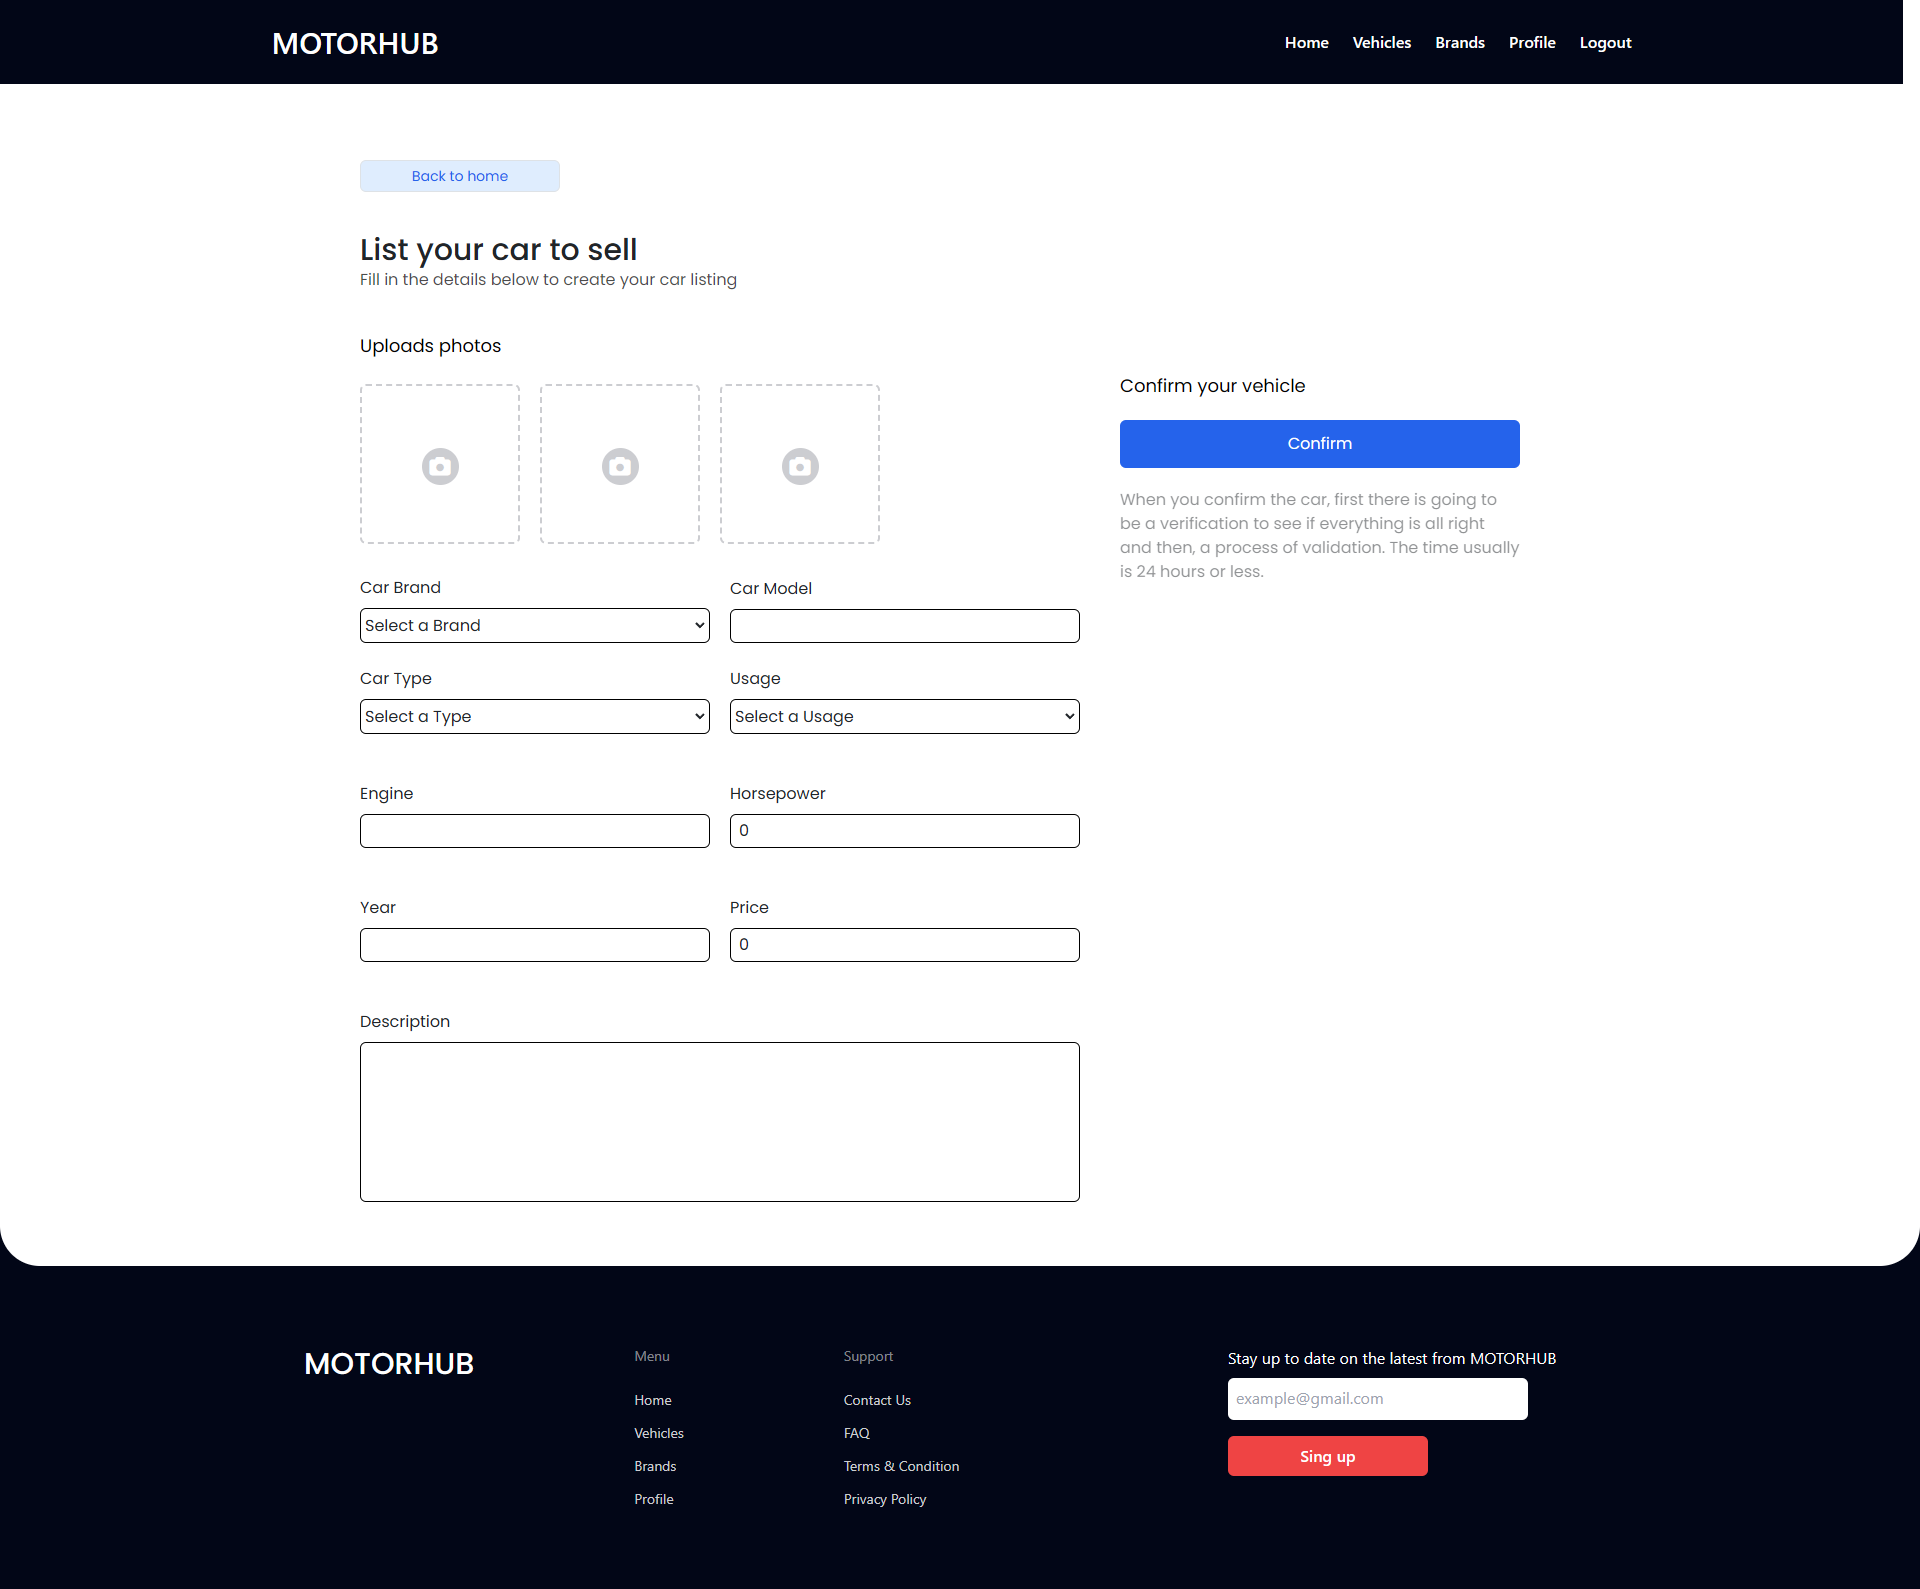 MOTORHUB
Home Vehicles Brands Profile Logout
Back to home
List your car to sell
Fill in the details below to create your car listing
Uploads photos
Confirm your vehicle
Confirm
When you confirm the car, first there is going to
be a verification to see if everything is all right
and then, a process of validation. The time usually
is 24 hours or less.
Car Brand
Select a Brand
Car Model
Car Type
Select a Type
Usage
Select a Usage
Engine
Horsepower
0
Year
Price
0
Description
MOTORHUB
Menu
Home
Vehicles
Brands
Profile
Support
Contact Us
FAQ
Terms & Condition
Privacy Policy
Stay up to date on the latest from MOTORHUB
example@gmail.com
Sing up